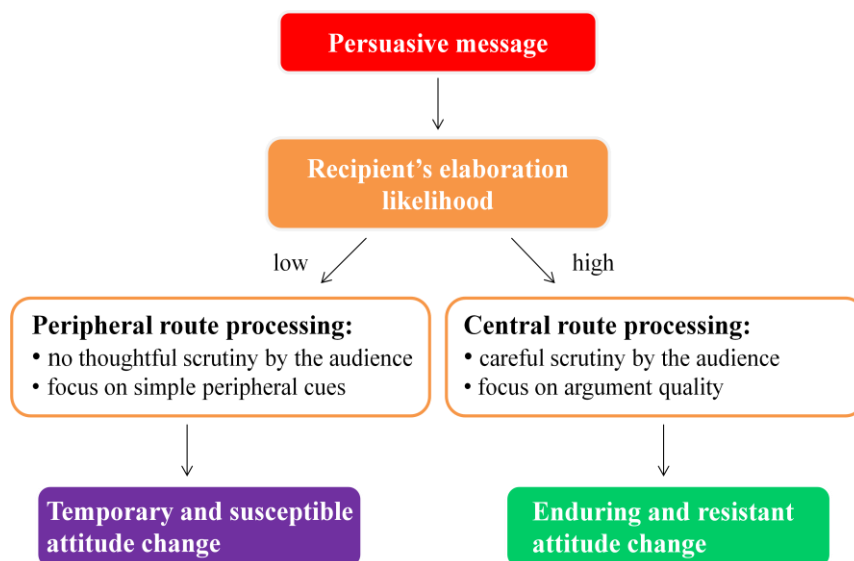 Persuasive message
Recipient’s elaboration
likelihood
low
high
Peripheral route processing:
• no thoughtful scrutiny by the audience
• focus on simple peripheral cues
Central route processing:
• careful scrutiny by the audience
• focus on argument quality
Temporary and susceptible
attitude change
Enduring and resistant
attitude change